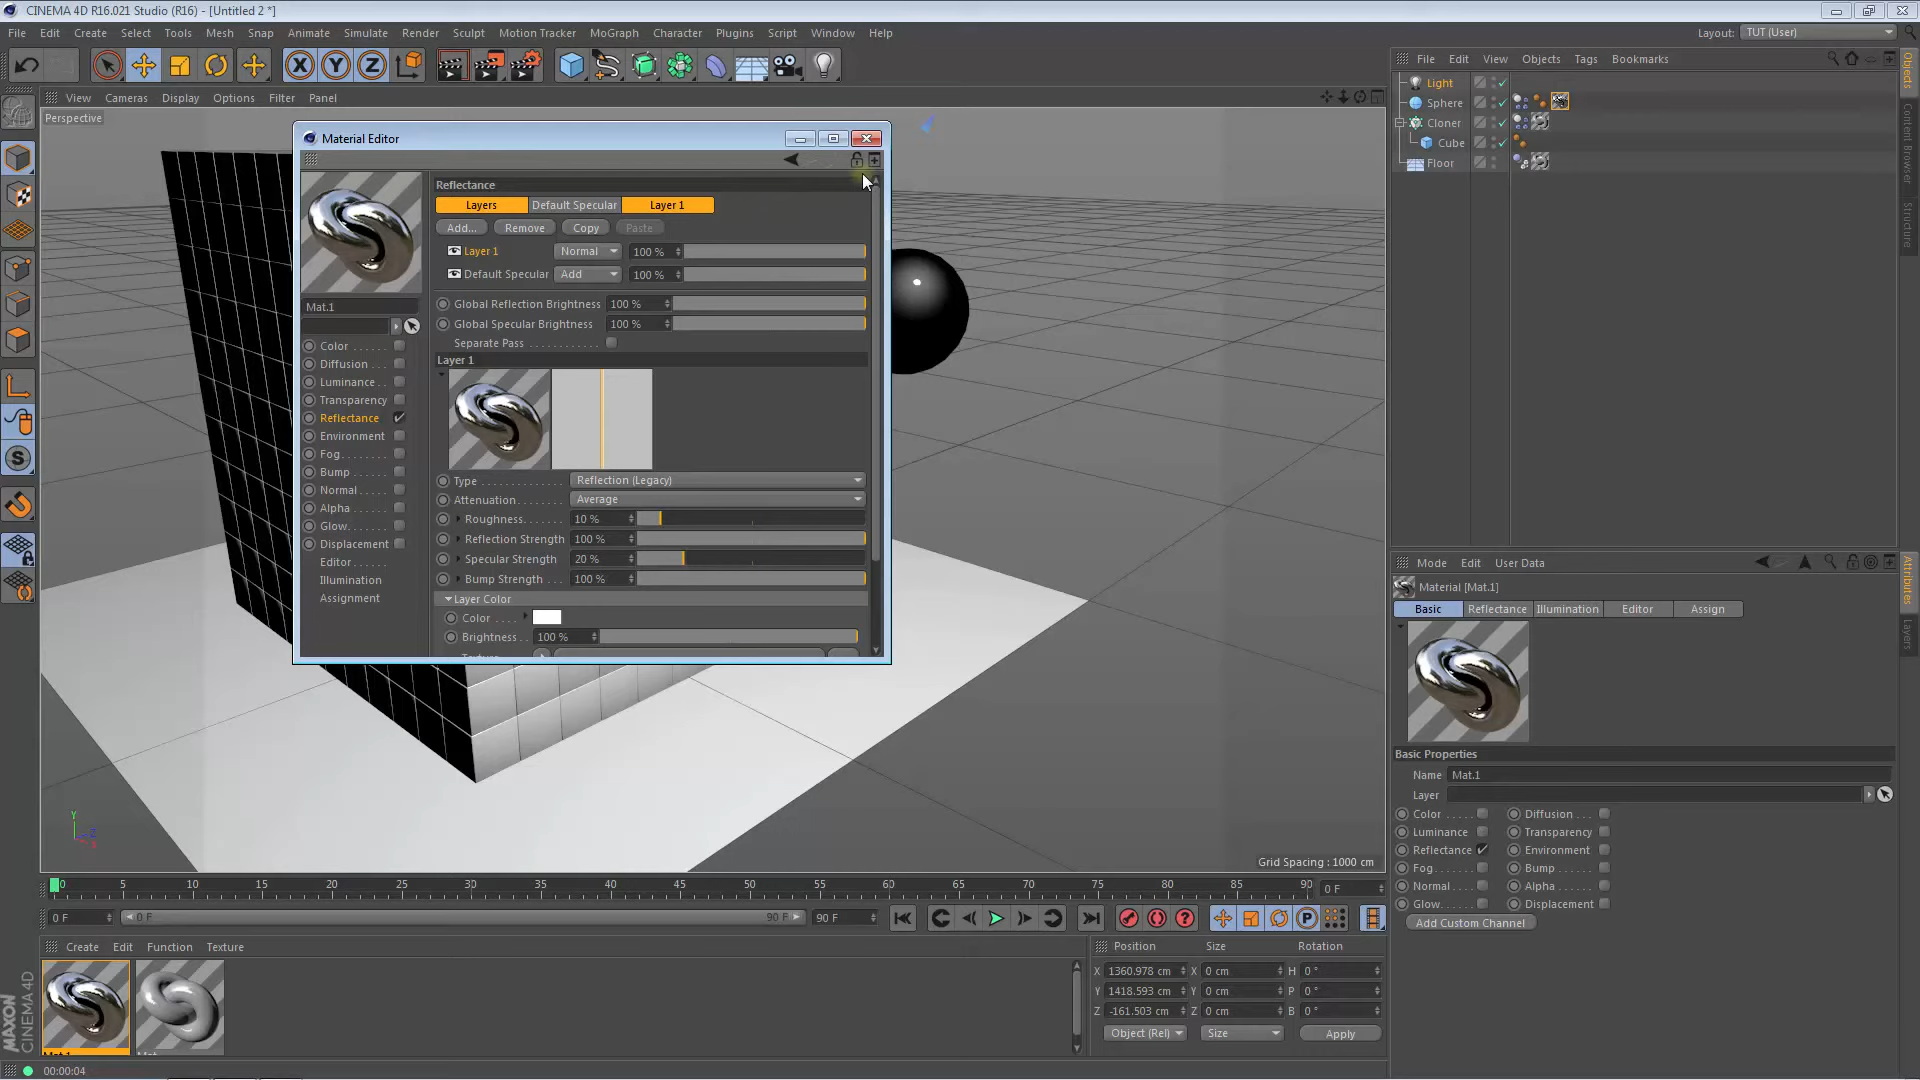 CINEMA 4D R16.021 Studio (R16) - [Untitled 2 *]
File Edit Create Select Tools Mesh Snap Animate Simulate Render Sculpt Motion Tracker MoGraph Character Plugins Script Window Help
Layout: TUT (User)
View Cameras Display Options Filter Panel
Perspective
File Edit View Objects Tags Bookmarks
Light
Sphere
Cloner
Cube
Floor
Objects
Content Browser
Structure
Material Editor
Mat.1
Color
Diffusion
Luminance
Transparency
Reflectance
Environment
Fog
Bump
Normal
Alpha
Glow
Displacement
Editor
Illumination
Assignment
Reflectance
Layers Default Specular Layer 1
Add... Remove Copy Paste
Layer 1 Normal 100 %
Default Specular Add 100 %
Global Reflection Brightness 100 %
Global Specular Brightness 100 %
Separate Pass
Layer 1
Type Reflection (Legacy)
Attenuation Average
Roughness 10 %
Reflection Strength 100 %
Specular Strength 20 %
Bump Strength 100 %
Layer Color
Color
Brightness 100 %
Grid Spacing : 1000 cm
Y
Z
X
Mode Edit User Data
Material [Mat.1]
Basic Reflectance Illumination Editor Assign
Basic Properties
Name Mat.1
Layer
Color Diffusion
Luminance Transparency
Reflectance Environment
Fog Bump
Normal Alpha
Glow Displacement
Add Custom Channel
Attributes
Layers
0 5 10 15 20 25 30 35 40 45 50 55 60 65 70 75 80 85 90 0 F
0 F 0 F 90 F 90 F
Create Edit Function Texture
Mat.1
Position Size Rotation
X 1360.978 cm X 0 cm H 0 °
Y 1418.593 cm Y 0 cm P 0 °
Z -161.503 cm Z 0 cm B 0 °
Object (Rel) Size Apply
MAXON
CINEMA 4D
00:00:04